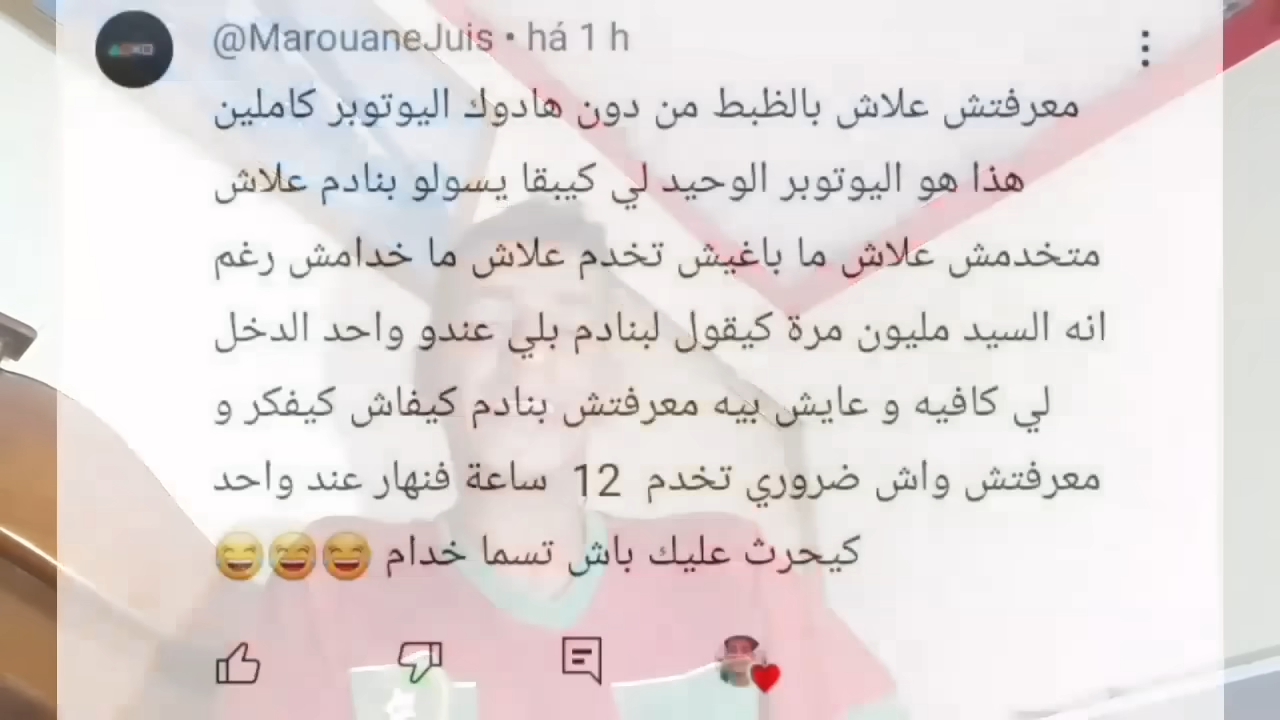 @MarouaneJuis • há 1 h
معرفتش علاش بالظبط من دون هادوك اليوتوبر كاملين
هذا هو اليوتوبر الوحيد لي كيبقا يسولو بنادم علاش
متخدمش علاش ما باغيش تخدم علاش ما خدامش رغم
انه السيد مليون مرة كيقول لبنادم بلي عندو واحد الدخل
لي كافيه و عايش بيه معرفتش بنادم كيفاش كيفكر و
معرفتش واش ضروري تخدم 12 ساعة فنهار عند واحد
كيحرث عليك باش تسما خدام 😅😅😅